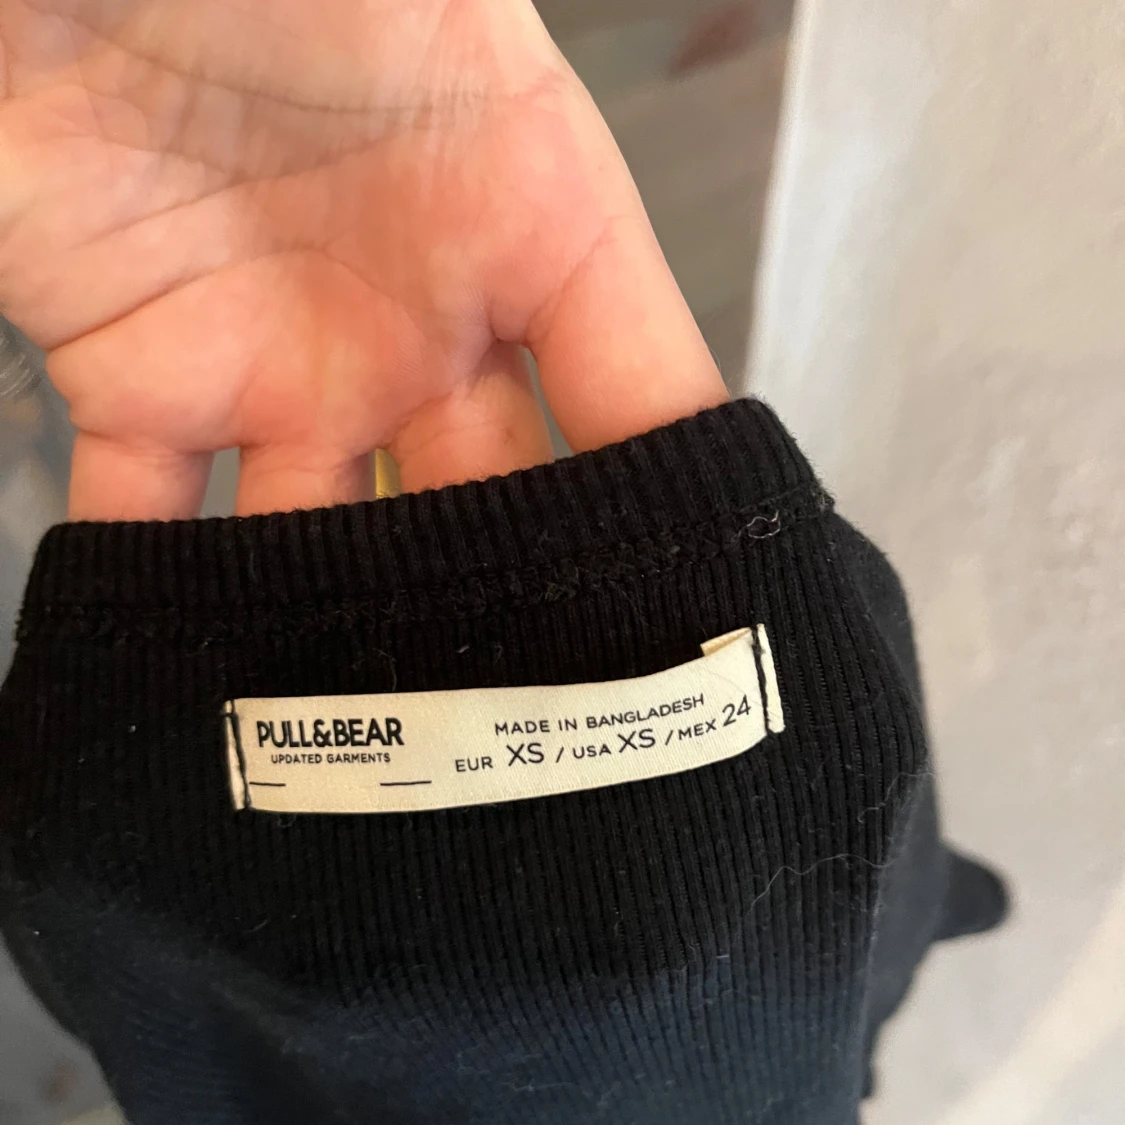 PULL&BEAR
UPDATED GARMENTS
MADE IN BANGLADESH
EUR XS / USA XS / MEX 24